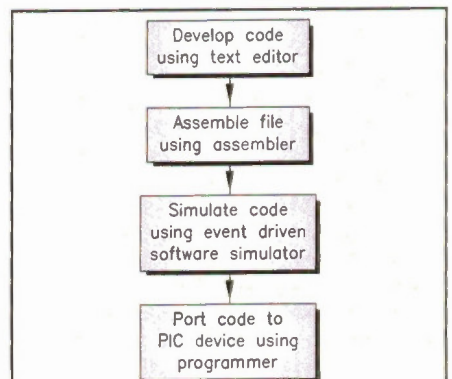 Develop code
using text editor
Assemble file
using assembler
Simulate code
using event driven
software simulator
Port code to
PIC device using
programmer